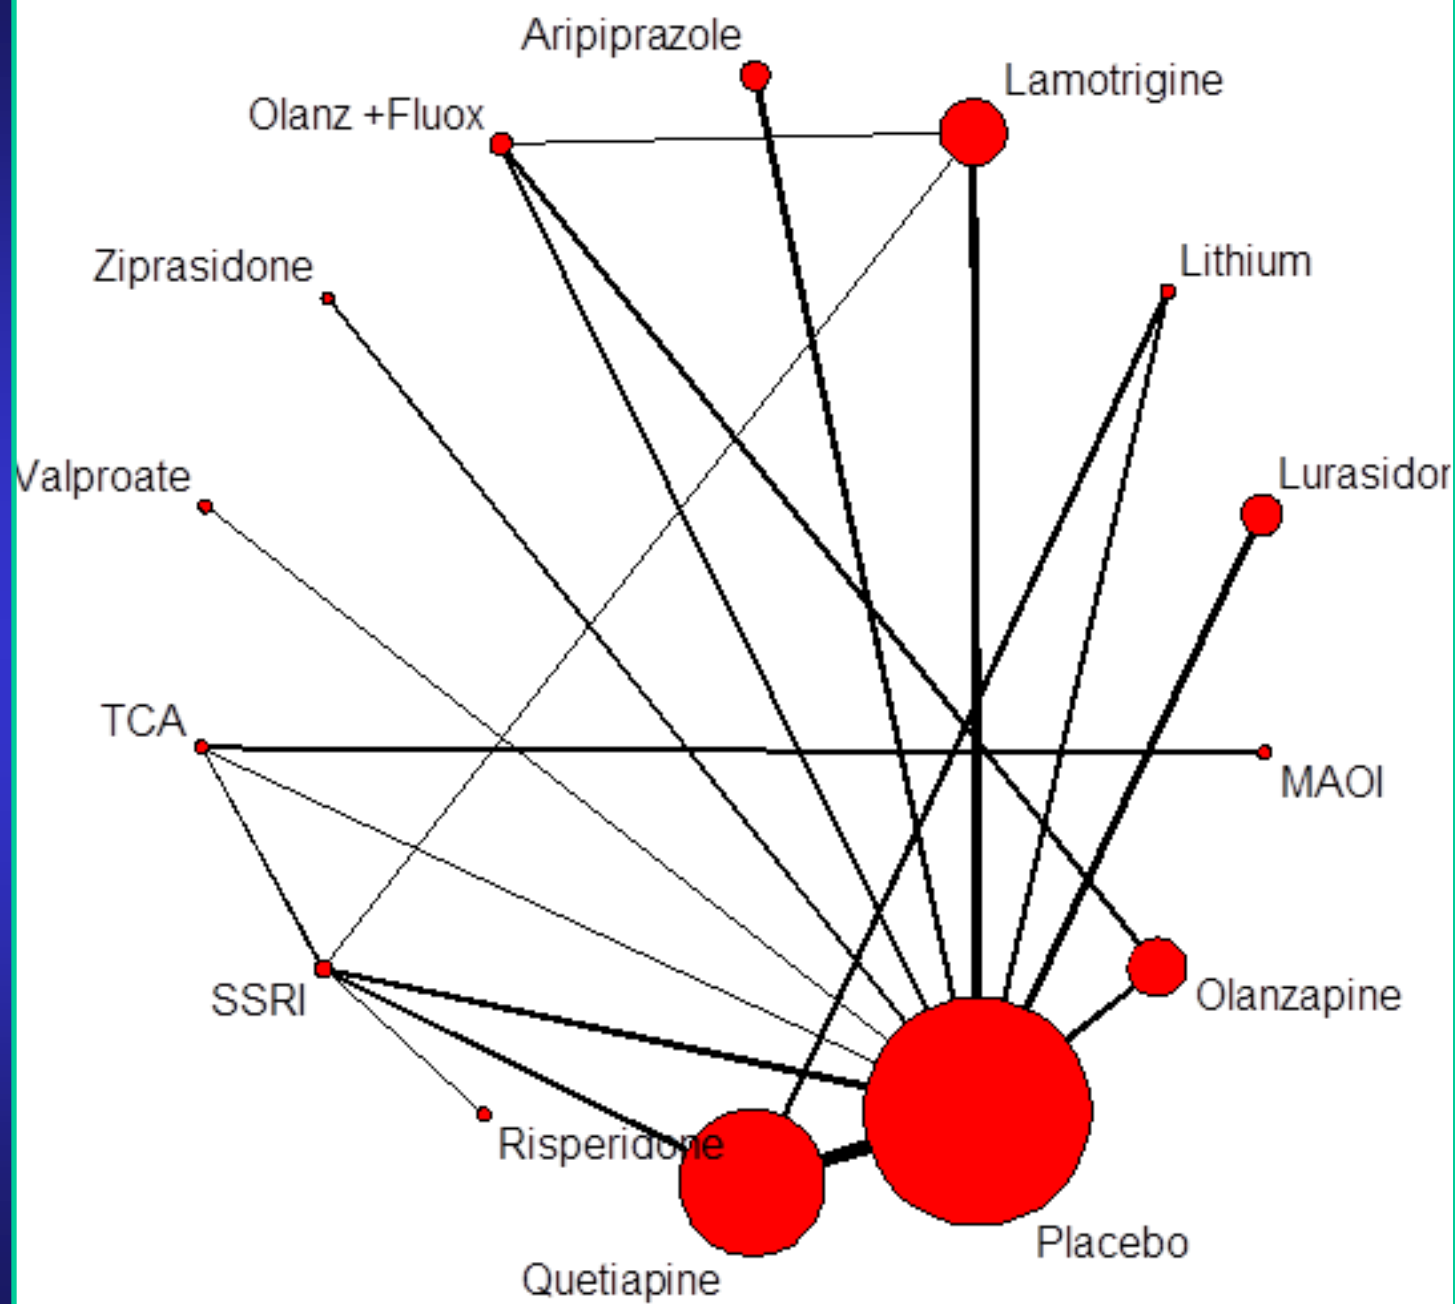 Aripiprazole
Lamotrigine
Olanz +Fluox
Ziprasidone
Lithium
Valproate
Lurasidor
TCA
MAOI
SSRI
Olanzapine
Risperidone
Placebo
Quetiapine